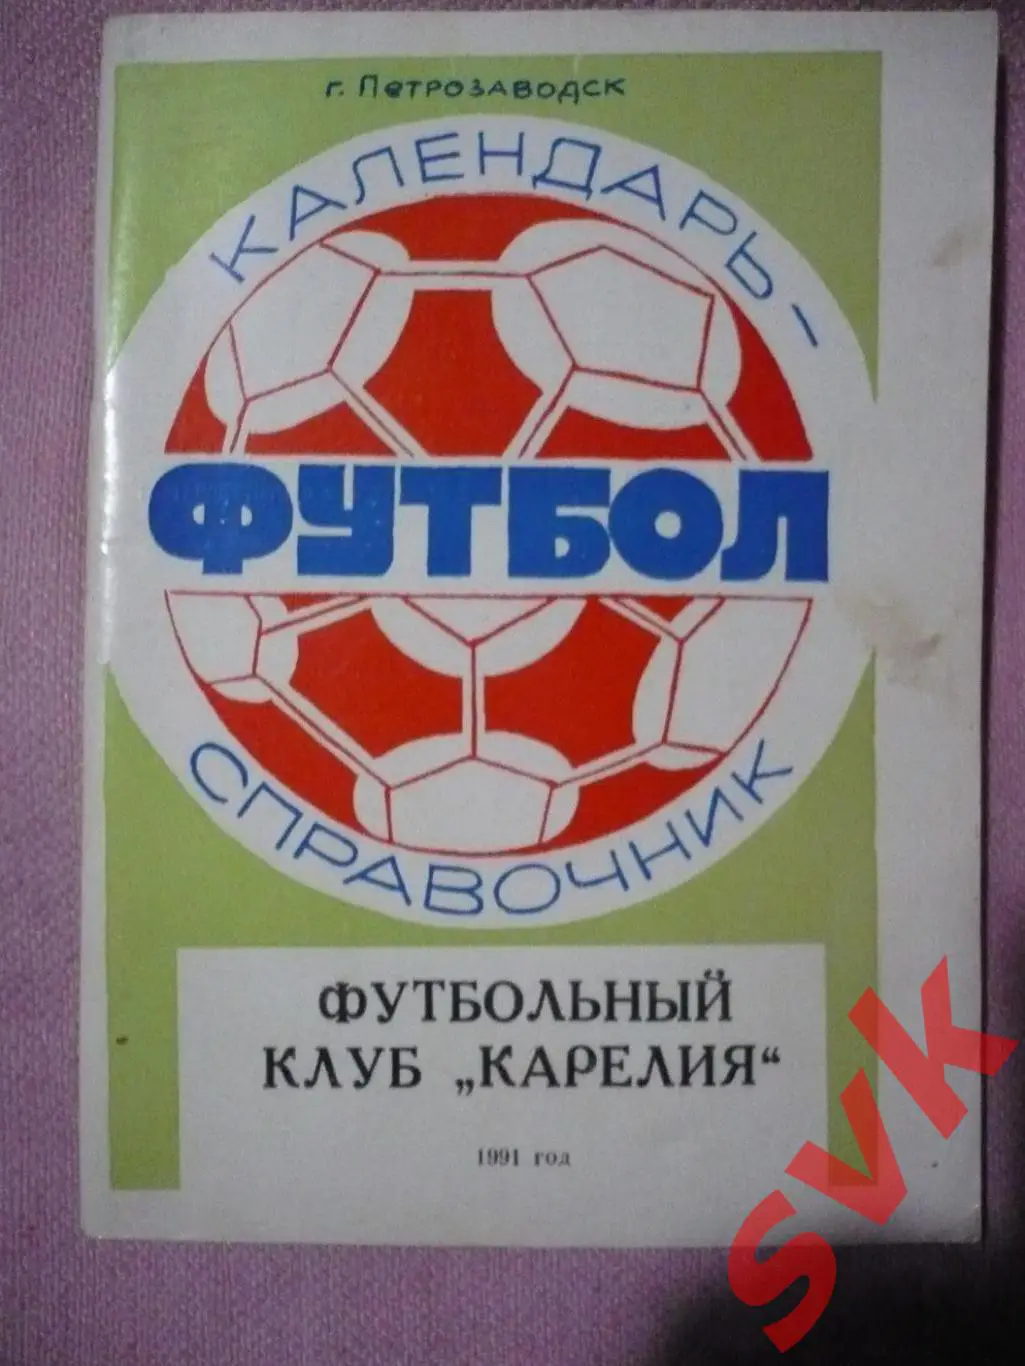 г. Петрозаводск
КАЛЕНДАРЬ-
ФУТБОЛ
СПРАВОЧНИК
ФУТБОЛЬНЫЙ
КЛУБ „КАРЕЛИЯ“
1991 год
SVK